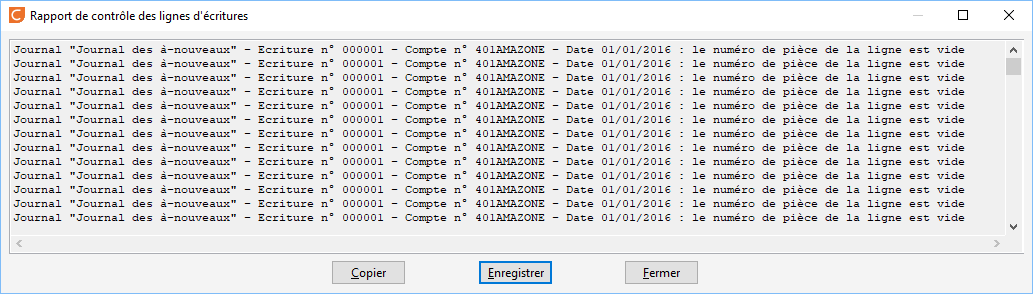 Rapport de contrôle des lignes d'écritures
Journal "Journal des à-nouveaux" - Ecriture n° 000001 - Compte n° 401AMAZONE - Date 01/01/2016 : le numéro de pièce de la ligne est vide
Journal "Journal des à-nouveaux" - Ecriture n° 000001 - Compte n° 401AMAZONE - Date 01/01/2016 : le numéro de pièce de la ligne est vide
Journal "Journal des à-nouveaux" - Ecriture n° 000001 - Compte n° 401AMAZONE - Date 01/01/2016 : le numéro de pièce de la ligne est vide
Journal "Journal des à-nouveaux" - Ecriture n° 000001 - Compte n° 401AMAZONE - Date 01/01/2016 : le numéro de pièce de la ligne est vide
Journal "Journal des à-nouveaux" - Ecriture n° 000001 - Compte n° 401AMAZONE - Date 01/01/2016 : le numéro de pièce de la ligne est vide
Journal "Journal des à-nouveaux" - Ecriture n° 000001 - Compte n° 401AMAZONE - Date 01/01/2016 : le numéro de pièce de la ligne est vide
Journal "Journal des à-nouveaux" - Ecriture n° 000001 - Compte n° 401AMAZONE - Date 01/01/2016 : le numéro de pièce de la ligne est vide
Journal "Journal des à-nouveaux" - Ecriture n° 000001 - Compte n° 401AMAZONE - Date 01/01/2016 : le numéro de pièce de la ligne est vide
Journal "Journal des à-nouveaux" - Ecriture n° 000001 - Compte n° 401AMAZONE - Date 01/01/2016 : le numéro de pièce de la ligne est vide
Journal "Journal des à-nouveaux" - Ecriture n° 000001 - Compte n° 401AMAZONE - Date 01/01/2016 : le numéro de pièce de la ligne est vide
Journal "Journal des à-nouveaux" - Ecriture n° 000001 - Compte n° 401AMAZONE - Date 01/01/2016 : le numéro de pièce de la ligne est vide
Journal "Journal des à-nouveaux" - Ecriture n° 000001 - Compte n° 401AMAZONE - Date 01/01/2016 : le numéro de pièce de la ligne est vide
Journal "Journal des à-nouveaux" - Ecriture n° 000001 - Compte n° 401AMAZONE - Date 01/01/2016 : le numéro de pièce de la ligne est vide
Copier Enregistrer Fermer